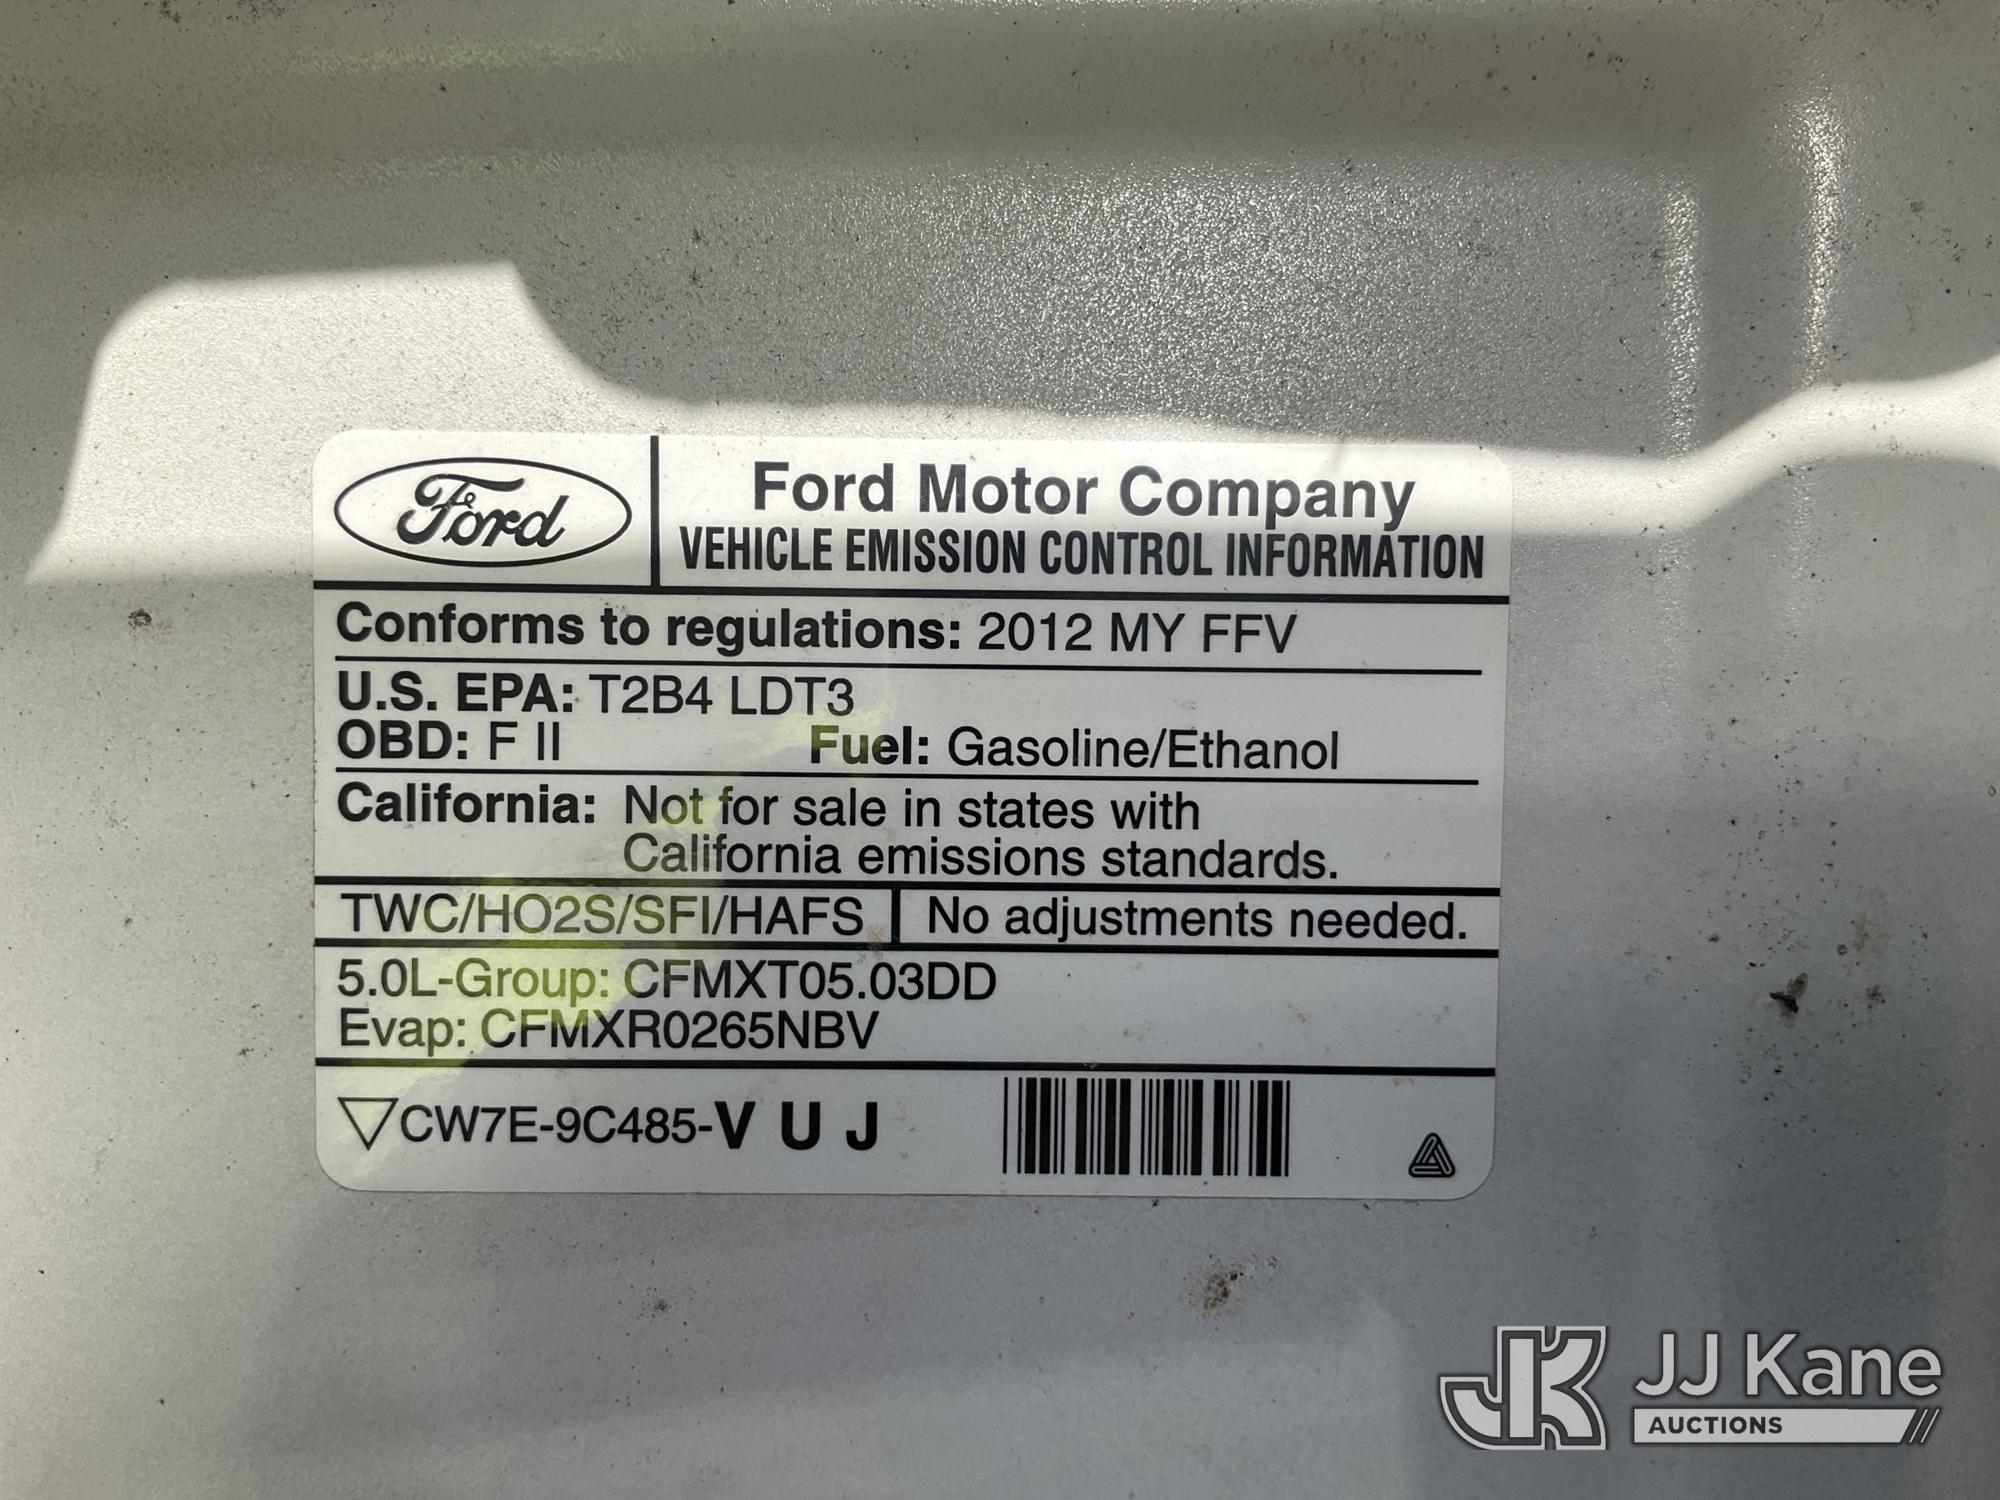 Ford
Ford Motor Company
VEHICLE EMISSION CONTROL INFORMATION
Conforms to regulations: 2012 MY FFV
U.S. EPA: T2B4 LDT3
OBD: F II Fuel: Gasoline/Ethanol
California: Not for sale in states with
California emissions standards.
TWC/HO2S/SFI/HAFS No adjustments needed.
5.0L-Group: CFMXT05.03DD
Evap: CFMXR0265NBV
CW7E-9C485-V U J
JK JJ Kane
AUCTIONS